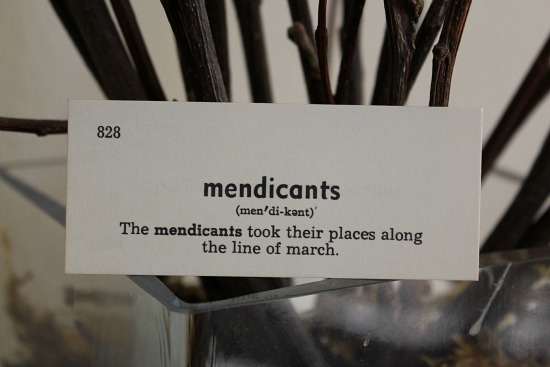 828
mendicants
(men′di-kənt)
The mendicants took their places along
the line of march.